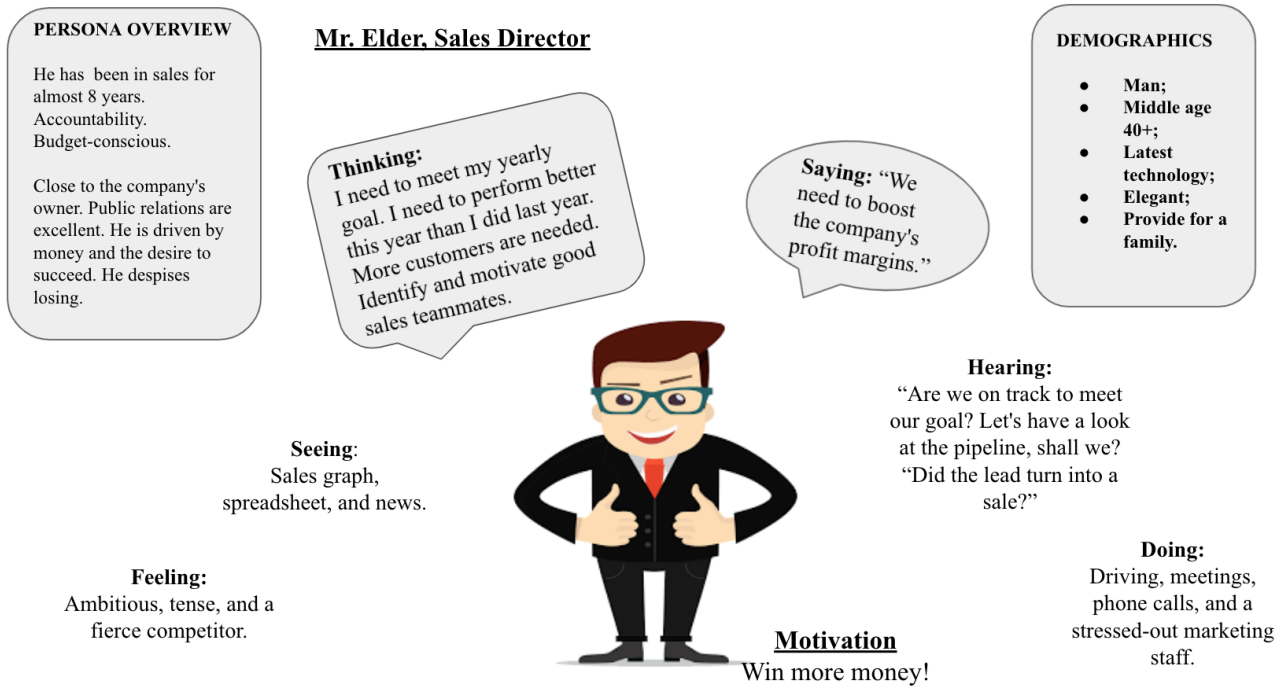 PERSONA OVERVIEW
He has  been in sales for
almost 8 years.
Accountability.
Budget-conscious.
Close to the company's
owner. Public relations are
excellent. He is driven by
money and the desire to
succeed. He despises
losing.
Mr. Elder, Sales Director
Thinking:
I need to meet my yearly
goal. I need to perform better
this year than I did last year.
More customers are needed.
Identify and motivate good
sales teammates.
Saying: “We
need to boost
the company's
profit margins.”
DEMOGRAPHICS
● Man;
● Middle age
40+;
● Latest
technology;
● Elegant;
● Provide for a
family.
Seeing:
Sales graph,
spreadsheet, and news.
Hearing:
“Are we on track to meet
our goal? Let's have a look
at the pipeline, shall we?
“Did the lead turn into a
sale?”
Feeling:
Ambitious, tense, and a
fierce competitor.
Doing:
Driving, meetings,
phone calls, and a
stressed-out marketing
staff.
Motivation
Win more money!